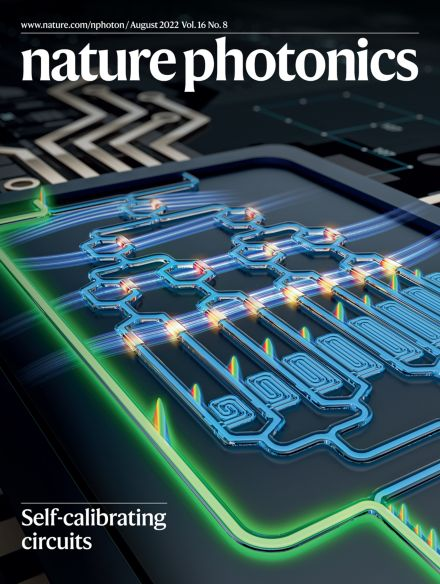 www.nature.com/nphoton / August 2022 Vol. 16 No. 8
nature photonics
Self-calibrating
circuits